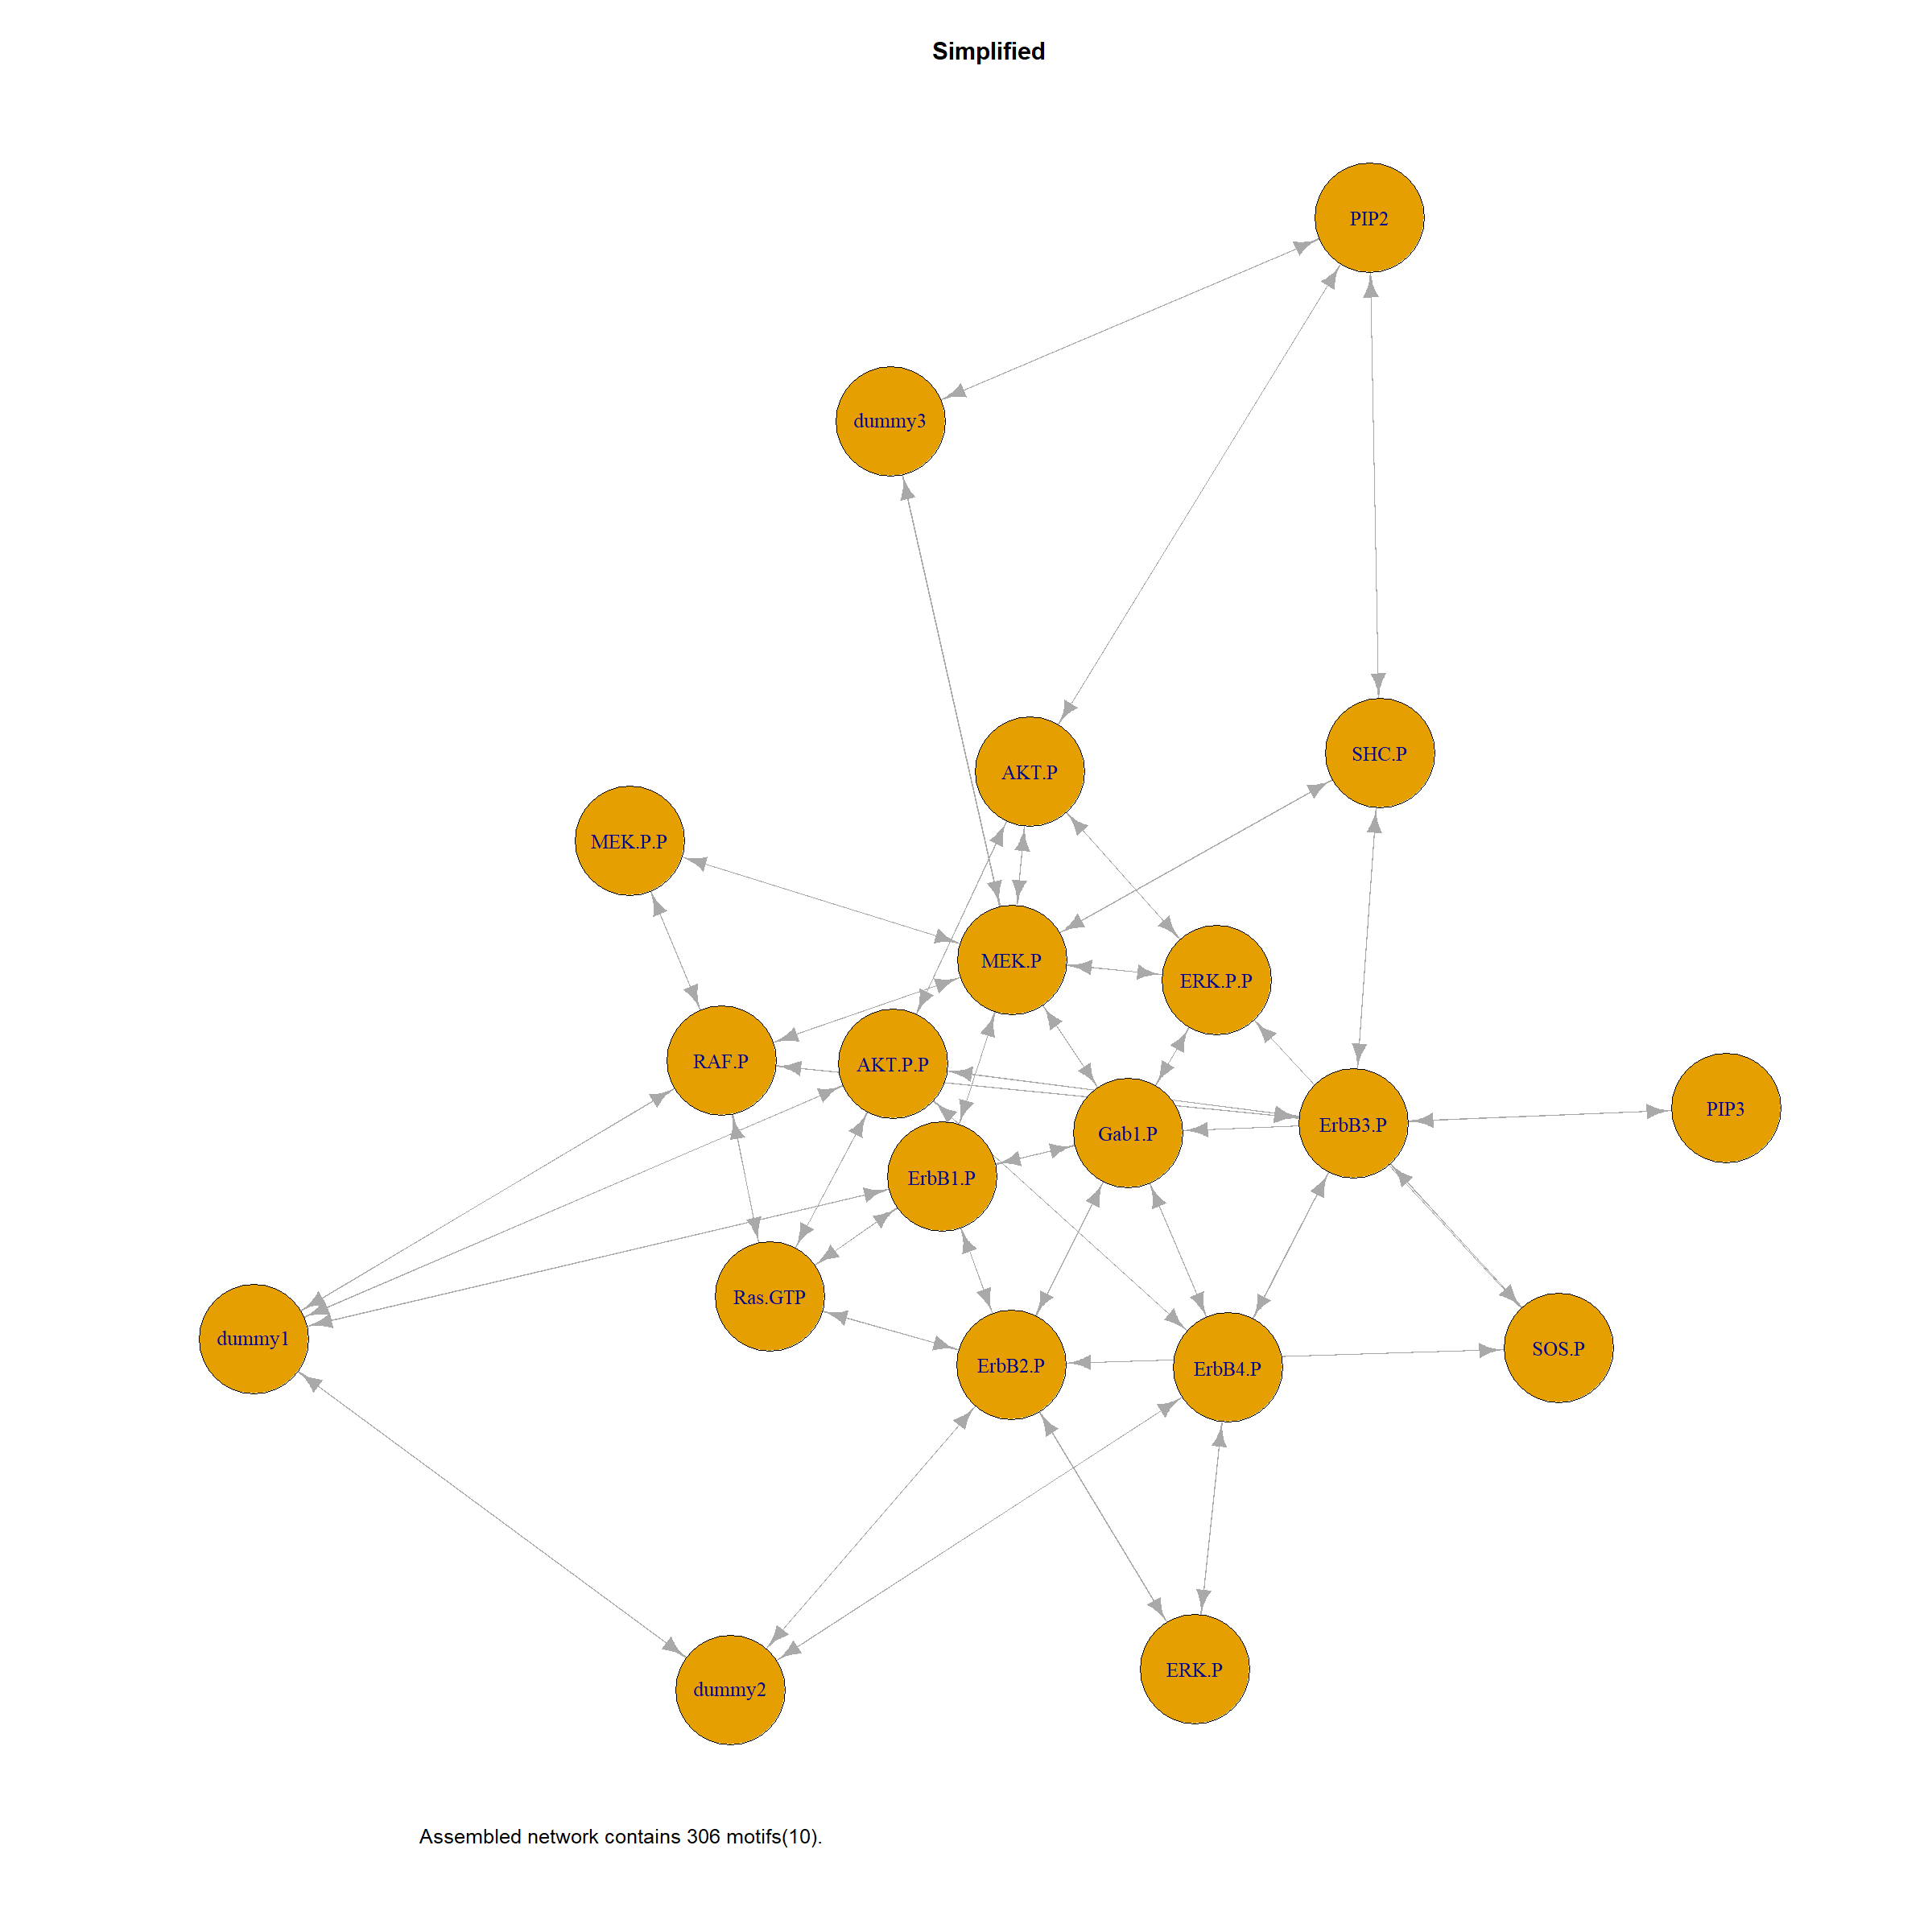 Simplified
PIP2
dummy3
SHC.P
AKT.P
MEK.P.P
MEK.P
ERK.P.P
RAF.P
AKT.P.P
PIP3
ErbB3.P
Gab1.P
ErbB1.P
Ras.GTP
dummy1
SOS.P
ErbB2.P
ErbB4.P
ERK.P
dummy2
Assembled network contains 306 motifs(10).